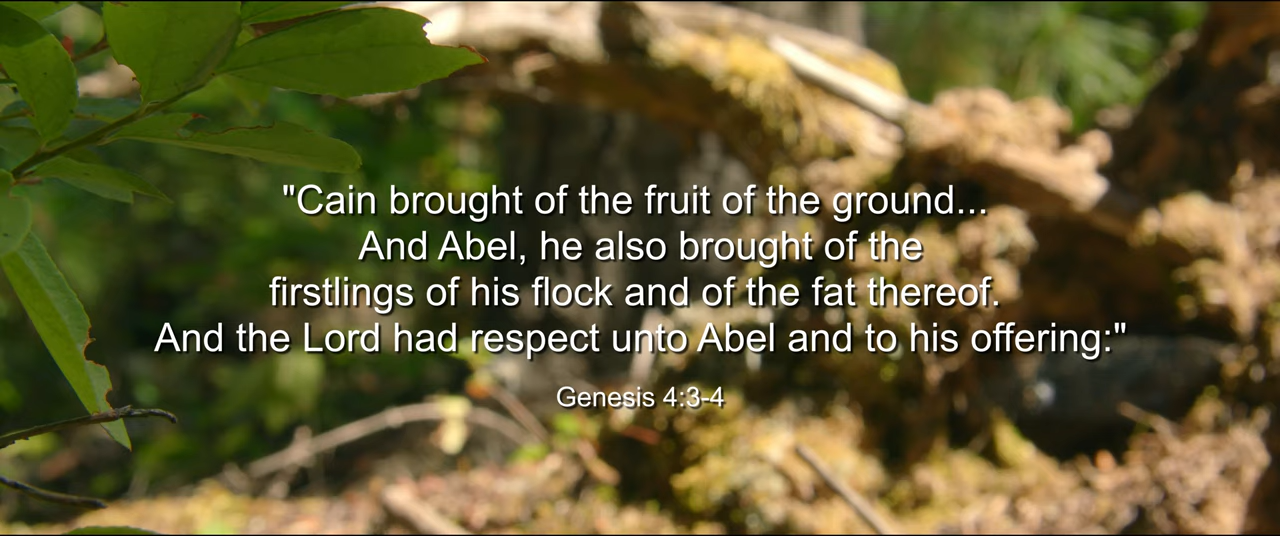 "Cain brought of the fruit of the ground...
And Abel, he also brought of the
firstlings of his flock and of the fat thereof.
And the Lord had respect unto Abel and to his offering:"
Genesis 4:3-4